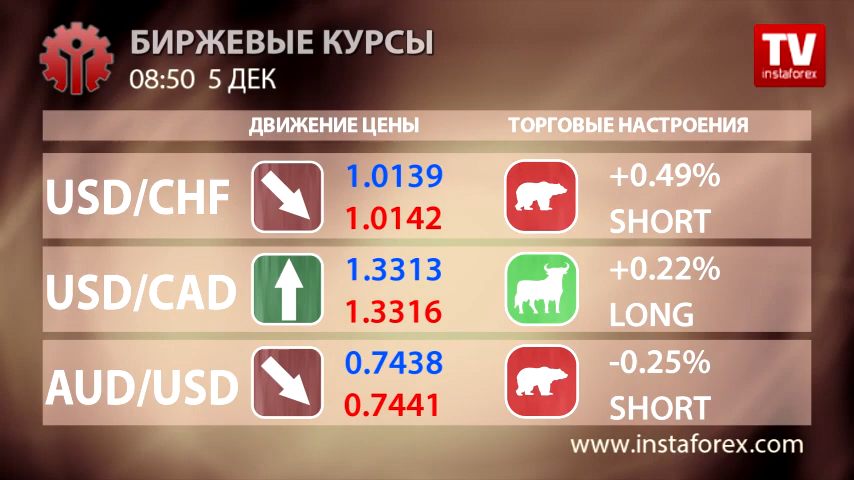 БИРЖЕВЫЕ КУРСЫ
08:50 5 ДЕК
TV
instaforex
ДВИЖЕНИЕ ЦЕНЫ ТОРГОВЫЕ НАСТРОЕНИЯ
USD/CHF
1.0139
1.0142
+0.49%
SHORT
USD/CAD
1.3313
1.3316
+0.22%
LONG
AUD/USD
0.7438
0.7441
-0.25%
SHORT
www.instaforex.com